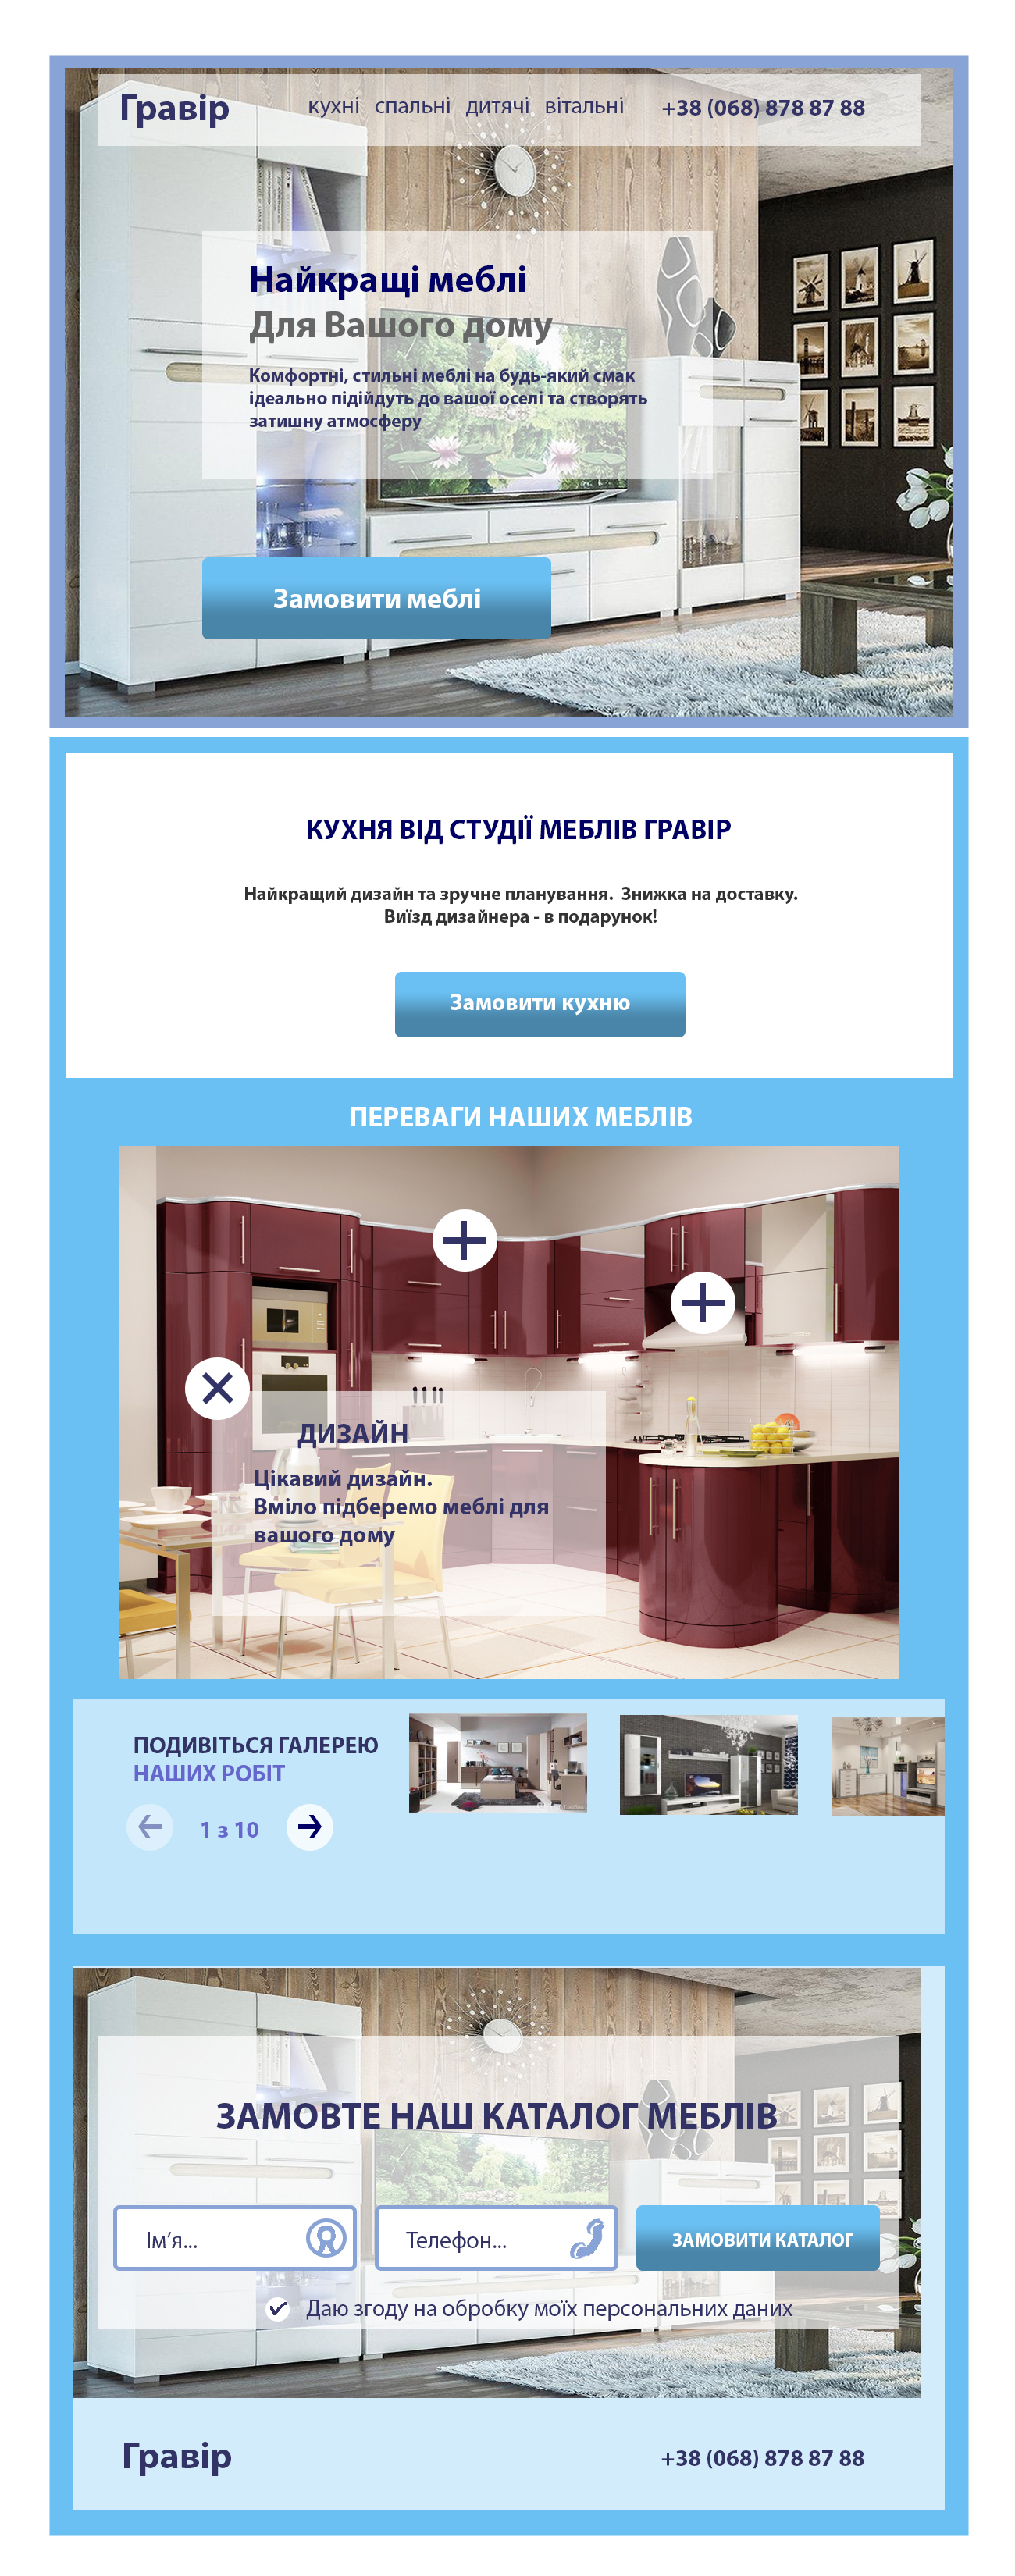 Гравір
кухні спальні дитячі вітальні
+38 (068) 878 87 88
Найкращі меблі
Для Вашого дому
Комфортні, стильні меблі на будь-який смак
ідеально підійдуть до вашої оселі та створять
затишну атмосферу
Замовити меблі
КУХНЯ ВІД СТУДІЇ МЕБЛІВ ГРАВІР
Найкращий дизайн та зручне планування. Знижка на доставку.
Виїзд дизайнера - в подарунок!
Замовити кухню
ПЕРЕВАГИ НАШИХ МЕБЛІВ
ДИЗАЙН
Цікавий дизайн.
Вміло підберемо меблі для
вашого дому
ПОДИВІТЬСЯ ГАЛЕРЕЮ
НАШИХ РОБІТ
1 з 10
ЗАМОВТЕ НАШ КАТАЛОГ МЕБЛІВ
Ім’я...
Телефон...
ЗАМОВИТИ КАТАЛОГ
Даю згоду на обробку моїх персональних даних
Гравір
+38 (068) 878 87 88